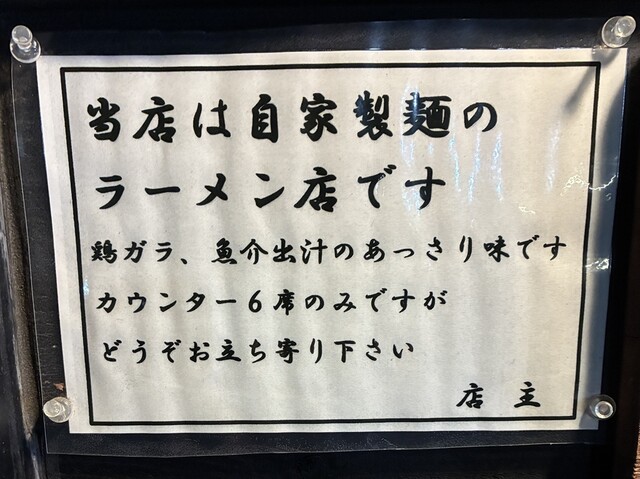 当店は自家製麺の
ラーメン店です
鶏ガラ、魚介出汁のあっさり味です
カウンター6席のみですが
どうぞお立ち寄り下さい
店 主